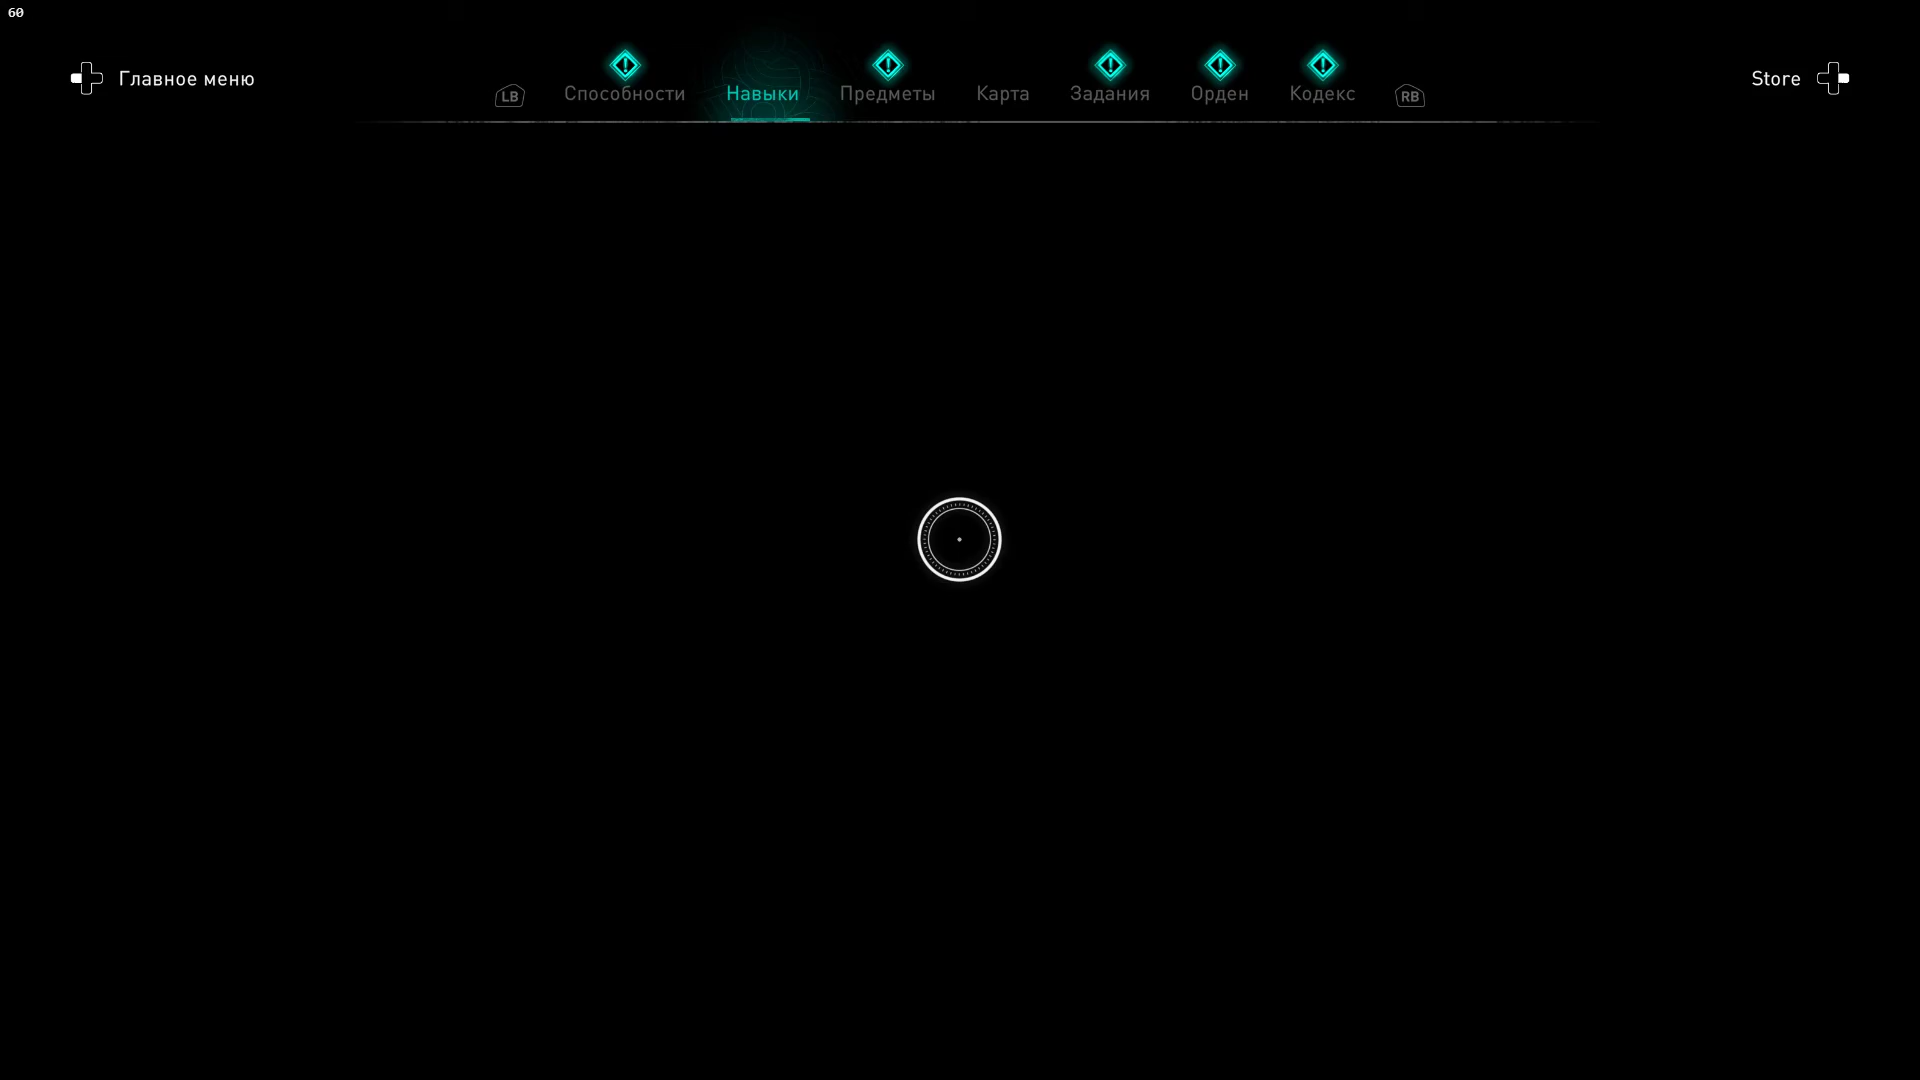 60
Главное меню
LB Способности Навыки Предметы Карта Задания Орден Кодекс RB
Store